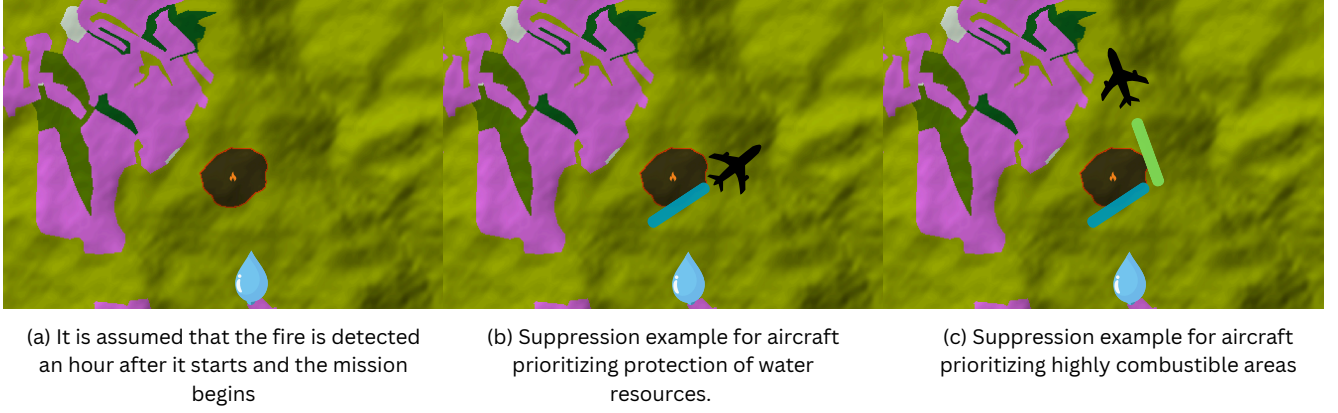 (a) It is assumed that the fire is detected
an hour after it starts and the mission
begins
(b) Suppression example for aircraft
prioritizing protection of water
resources.
(c) Suppression example for aircraft
prioritizing highly combustible areas